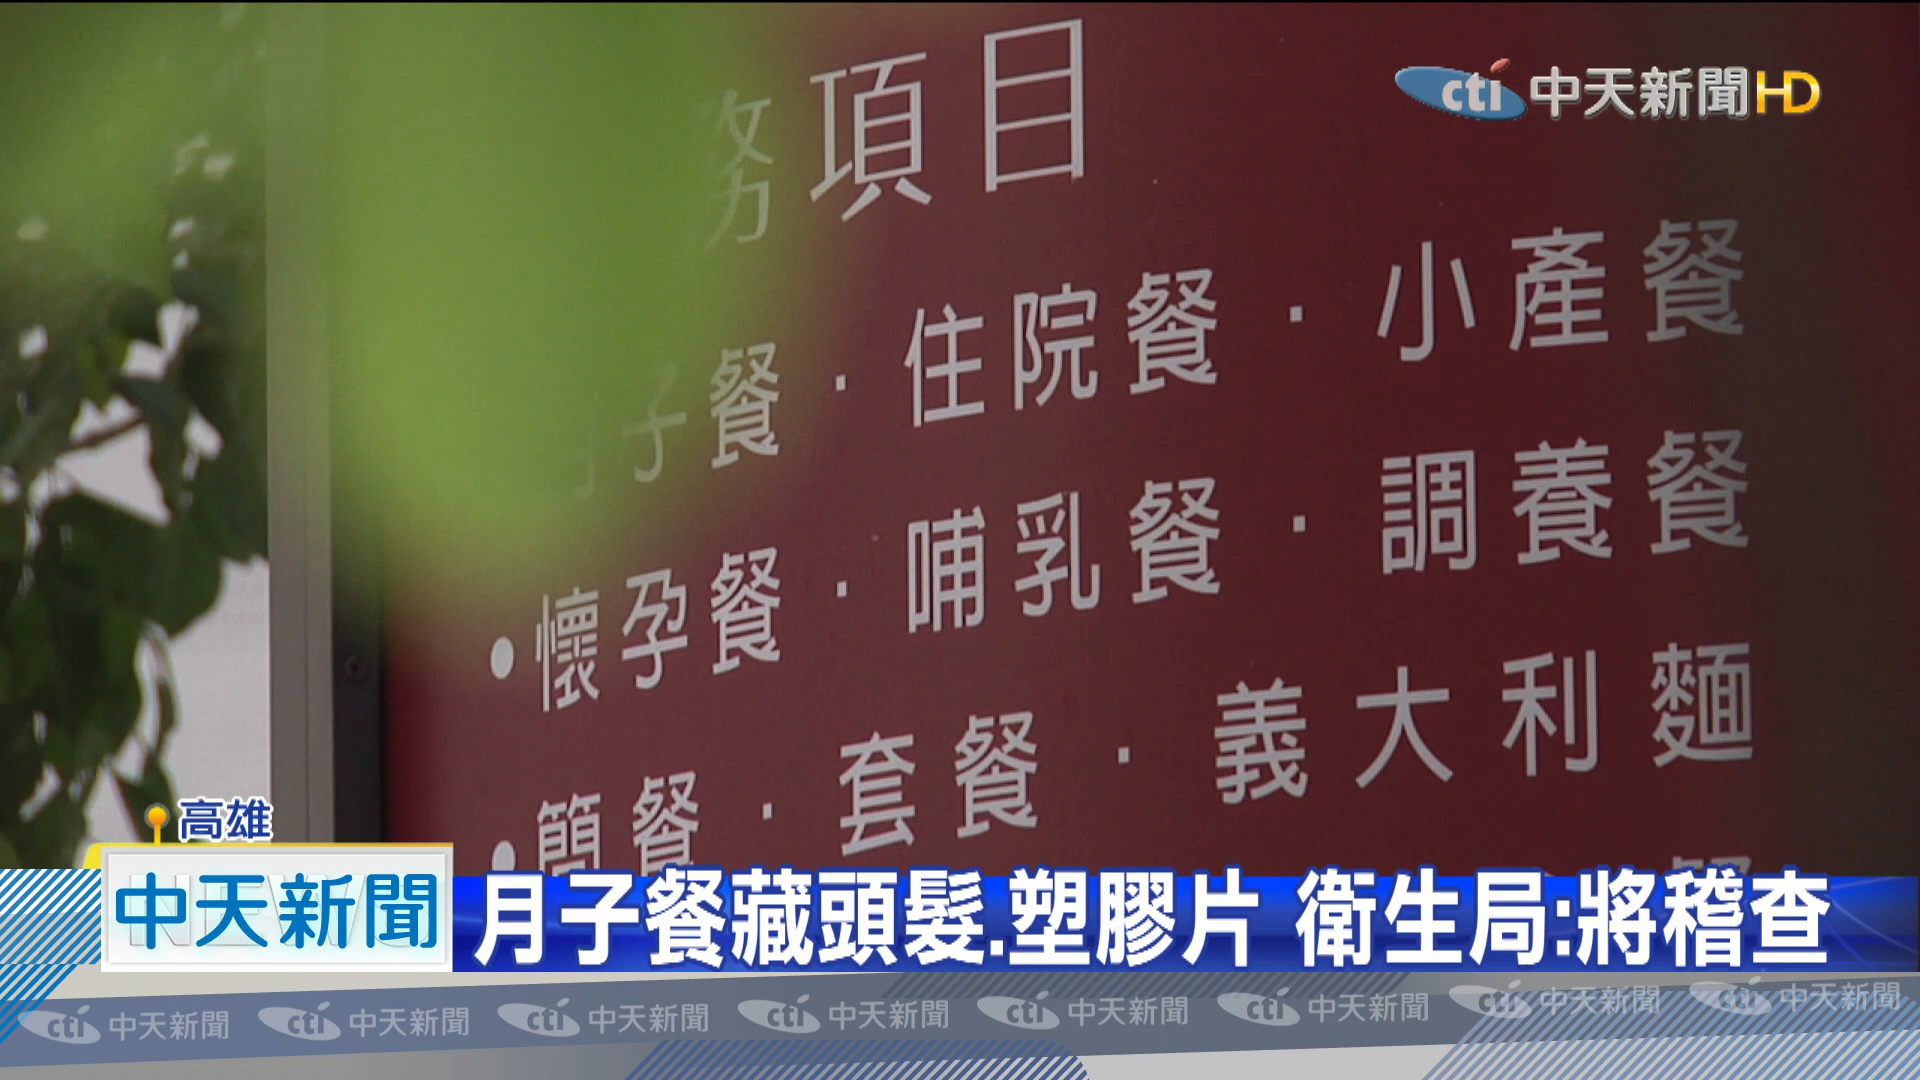 cti 中天新聞HD
務項目
月子餐・住院餐・小產餐
•懷孕餐・哺乳餐・調養餐
•簡餐・套餐・義大利麵
餐
高雄
中天新聞
月子餐藏頭髮.塑膠片 衛生局:將稽查
cti 中天新聞 cti 中天新聞 cti 中天新聞 cti 中天新聞 cti 中天新聞 cti 中天新聞 cti 中天新聞 cti 中天新聞